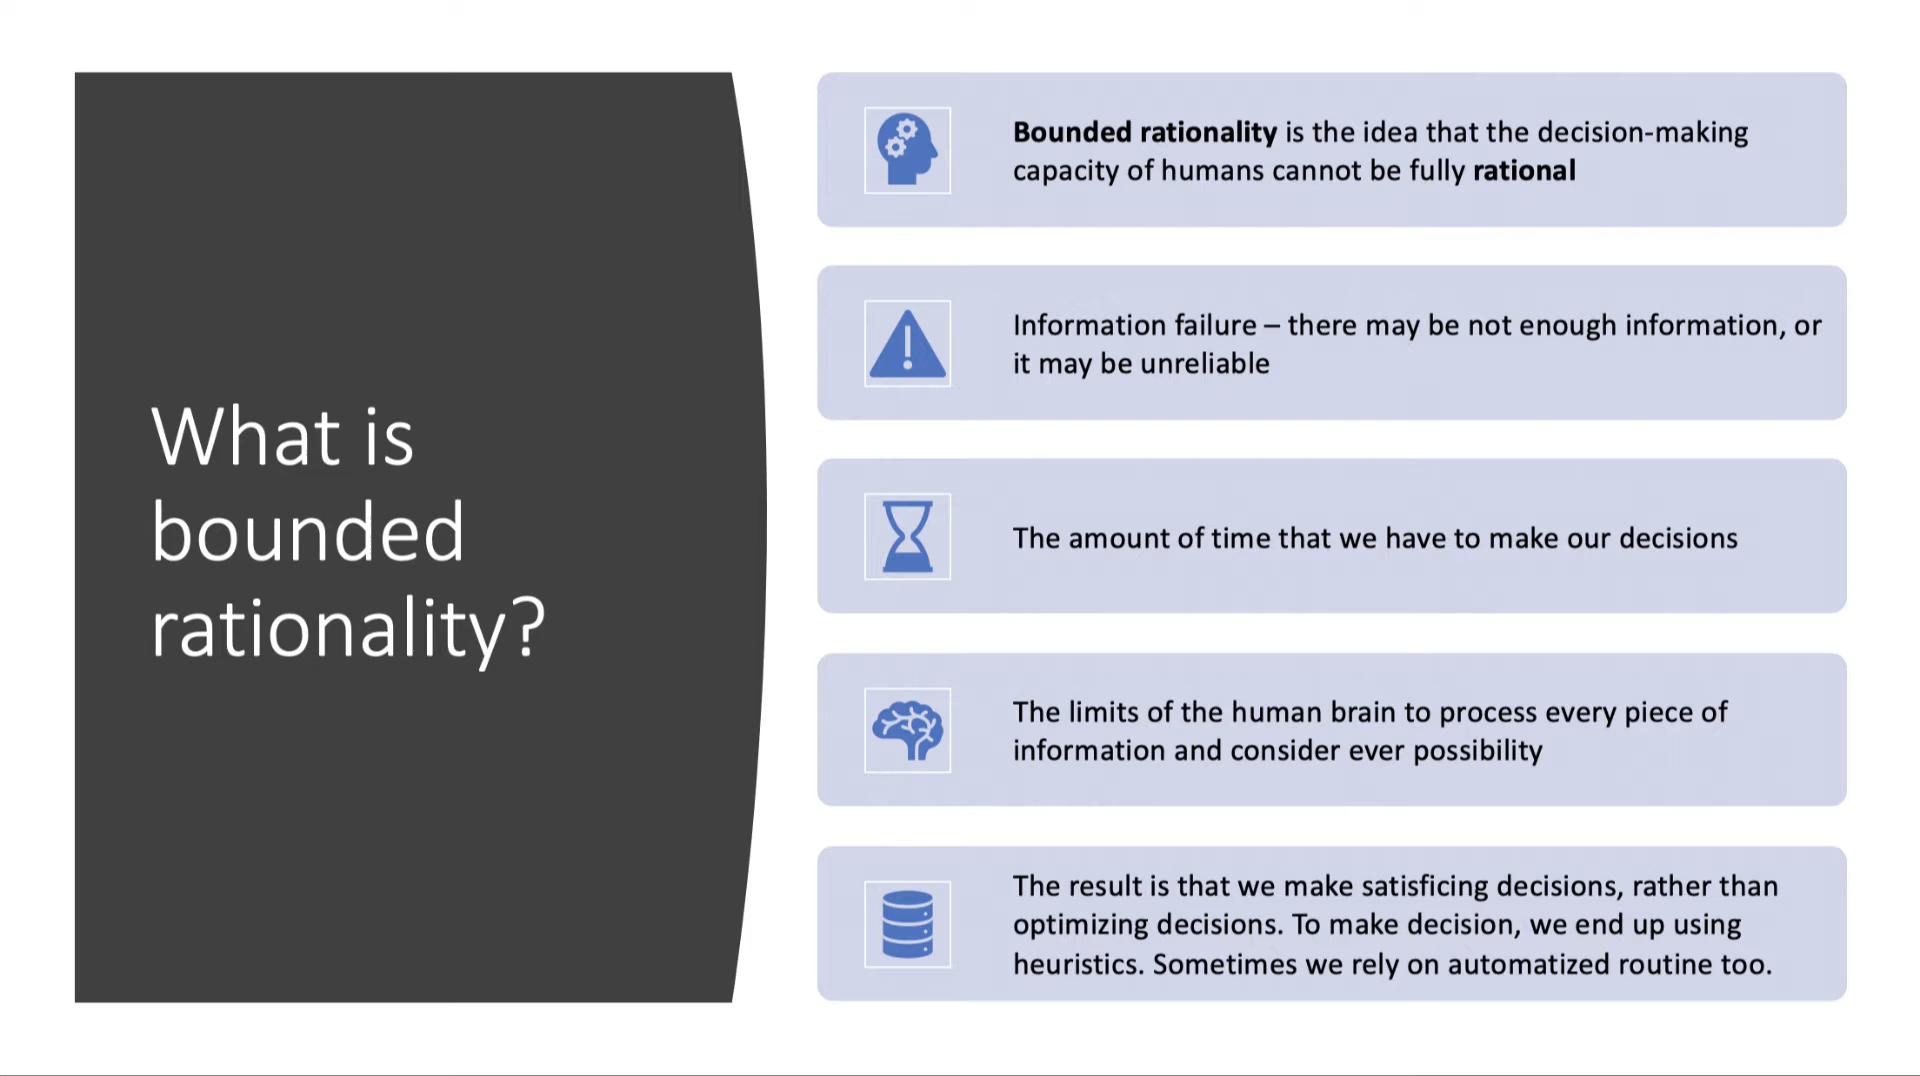 What is
bounded
rationality?
Bounded rationality is the idea that the decision-making
capacity of humans cannot be fully rational
Information failure – there may be not enough information, or
it may be unreliable
The amount of time that we have to make our decisions
The limits of the human brain to process every piece of
information and consider ever possibility
The result is that we make satisficing decisions, rather than
optimizing decisions. To make decision, we end up using
heuristics. Sometimes we rely on automatized routine too.